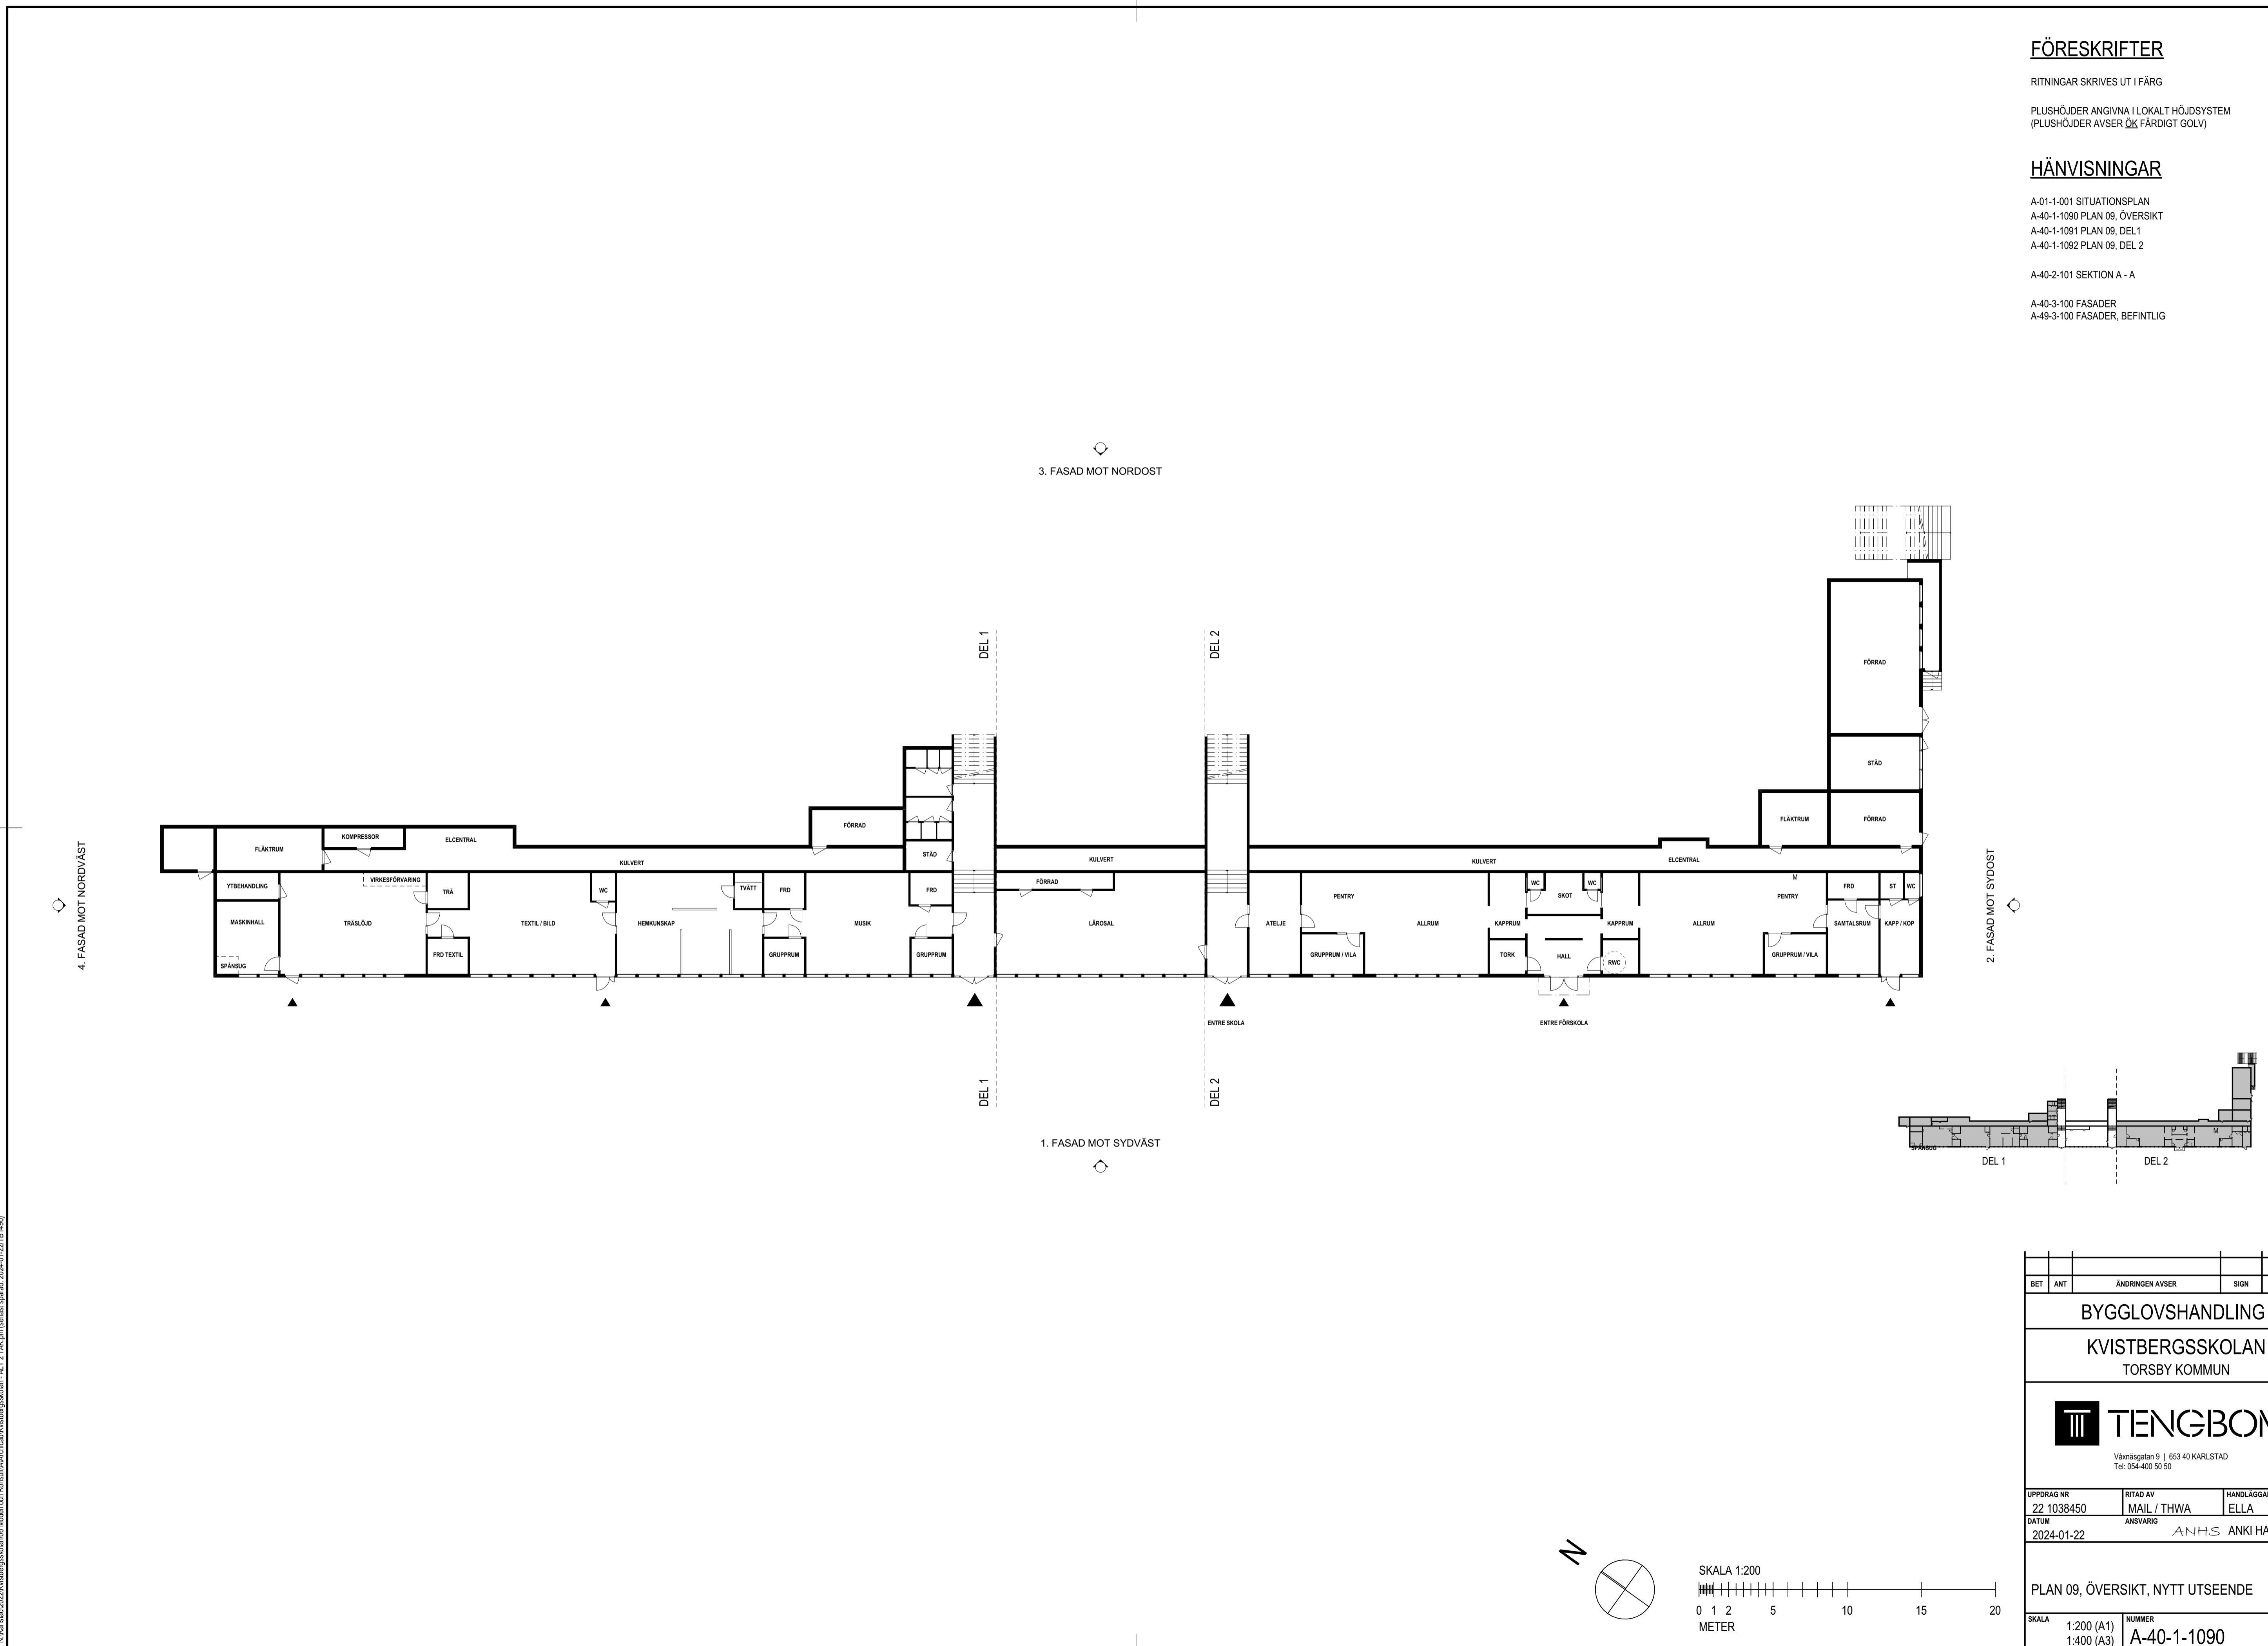 FÖRESKRIFTER
RITNINGAR SKRIVES UT I FÄRG
PLUSHÖJDER ANGIVNA I LOKALT HÖJDSYSTEM
(PLUSHÖJDER AVSER ÖK FÄRDIGT GOLV)
HÄNVISNINGAR
A-01-1-001 SITUATIONSPLAN
A-40-1-1090 PLAN 09, ÖVERSIKT
A-40-1-1091 PLAN 09, DEL1
A-40-1-1092 PLAN 09, DEL 2
A-40-2-101 SEKTION A - A
A-40-3-100 FASADER
A-49-3-100 FASADER, BEFINTLIG
3. FASAD MOT NORDOST
DEL 1
DEL 2
FÖRRAD
STÄD
FLÄKTRUM
FÖRRAD
FÖRRAD
STÄD
FLÄKTRUM
KOMPRESSOR
ELCENTRAL
KULVERT
KULVERT
KULVERT
ELCENTRAL
4. FASAD MOT NORDVÄST
2. FASAD MOT SYDOST
YTBEHANDLING
VIRKESFÖRVARING
TRÄ
WC
TVÄTT
FRD
FRD
FÖRRAD
PENTRY
WC
SKOT
WC
M
PENTRY
FRD
ST
WC
MASKINHALL
TRÄSLÖJD
TEXTIL / BILD
HEMKUNSKAP
MUSIK
LÄROSAL
ATELJE
ALLRUM
KAPPRUM
KAPPRUM
ALLRUM
SAMTALSRUM
KAPP / KOP
SPÅNSUG
FRD TEXTIL
GRUPPRUM
GRUPPRUM
GRUPPRUM / VILA
TORK
HALL
RWC
GRUPPRUM / VILA
ENTRE SKOLA
ENTRE FÖRSKOLA
DEL 1
DEL 2
1. FASAD MOT SYDVÄST
M
SPÅNSUG
DEL 1
DEL 2
BET ANT ÄNDRINGEN AVSER SIGN
BYGGLOVSHANDLING
KVISTBERGSSKOLAN
TORSBY KOMMUN
TENGBOM
Våxnäsgatan 9 | 653 40 KARLSTAD
Tel: 054-400 50 50
UPPDRAG NR RITAD AV HANDLÄGGA
22 1038450 MAIL / THWA ELLA
DATUM ANSVARIG
2024-01-22 ANHS ANKI HA
PLAN 09, ÖVERSIKT, NYTT UTSEENDE
SKALA NUMMER
1:200 (A1)
1:400 (A3) A-40-1-1090
N
SKALA 1:200
0 1 2 5 10 15 20
METER